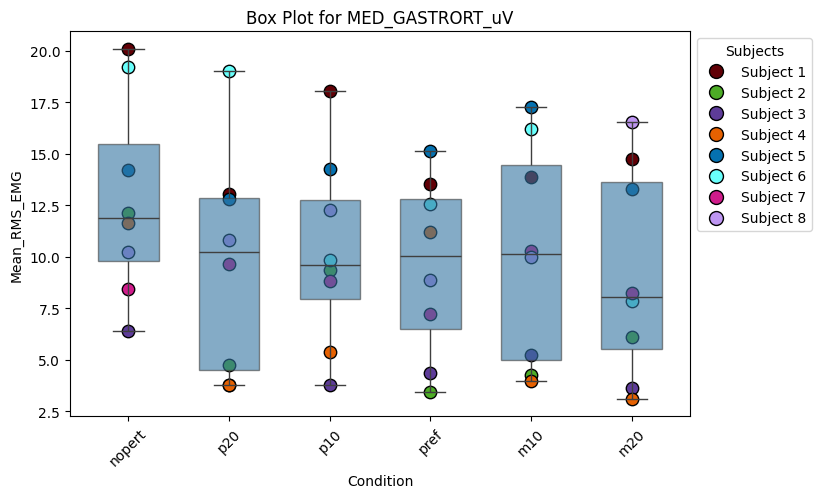 Box Plot for MED_GASTRORT_uV
Mean_RMS_EMG
20.0
17.5
15.0
12.5
10.0
7.5
5.0
2.5
nopert
p20
p10
pref
m10
m20
Condition
Subjects
Subject 1
Subject 2
Subject 3
Subject 4
Subject 5
Subject 6
Subject 7
Subject 8